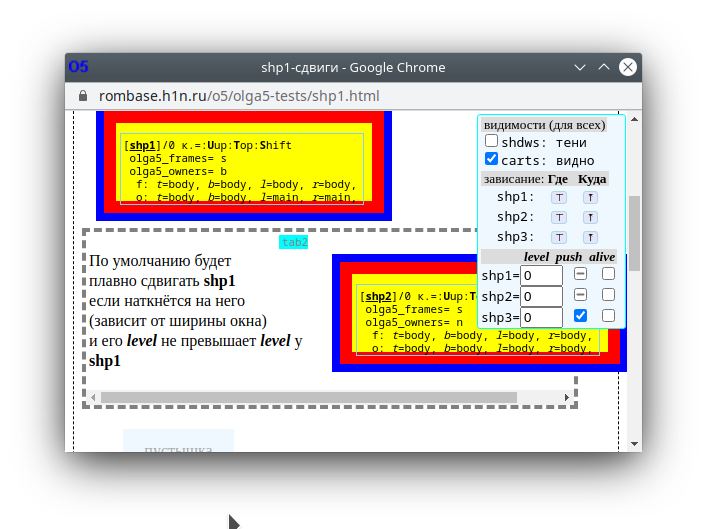 O5
shp1-сдвиги - Google Chrome
rombase.h1n.ru/o5/olga5-tests/shp1.html
[shp1]/0 к.=:Uup:Top:Shift
olga5_frames= s
olga5_owners= b
f: t=body, b=body, l=body, r=body,
o: t=body, b=body, l=main, r=main,
видимости (для всех)
shdws: тени
carts: видно
зависание: Где Куда
shp1: ⊤ ↑
shp2: ⊤ ↑
shp3: ⊤ ↑
level push alive
shp1= 0
shp2= 0
shp3= 0
tab2
По умолчанию будет
плавно сдвигать shp1
если наткнётся на него
(зависит от ширины окна)
и его level не превышает level у
shp1
[shp2]/0 к.=:Uup:T
olga5_frames= s
olga5_owners= n
f: t=body, b=body, l=body, r=body,
o: t=body, b=body, l=body, r=body,
пустышка